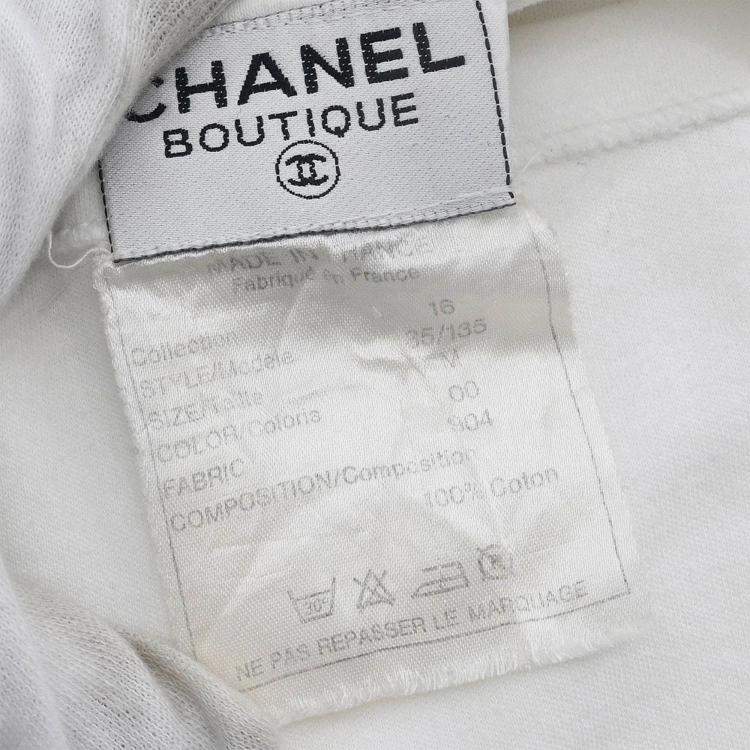 CHANEL
BOUTIQUE
MADE IN FRANCE
Fabriqué en France
Collection 16
STYLE/Modèle 35/135
SIZE/Taille M
COLOR/Coloris 00
FABRIC 904
COMPOSITION/Composition
100% Coton
30°
NE PAS REPASSER LE MARQUAGE